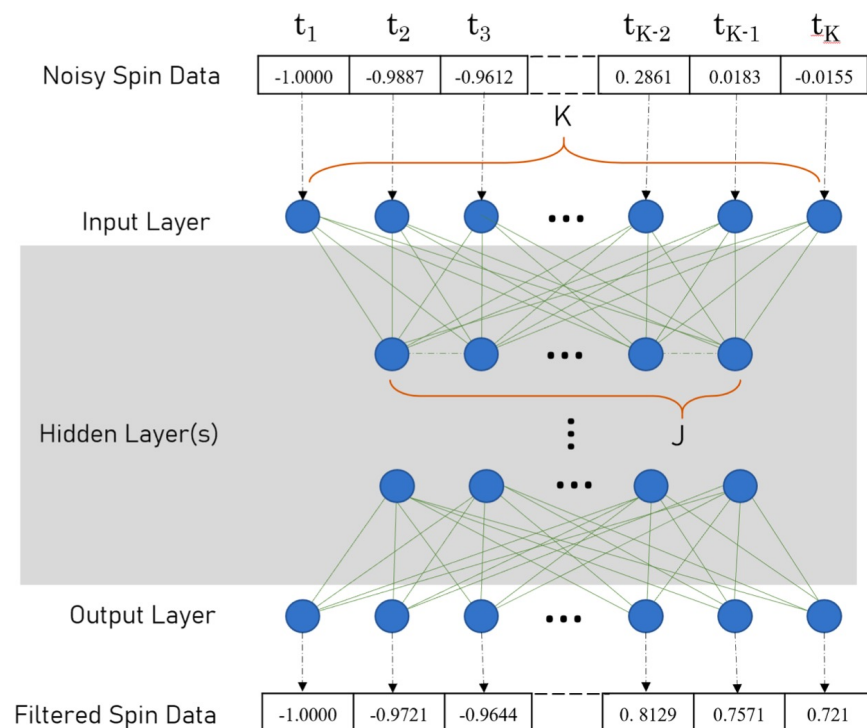 t1 t2 t3 tK-2 tK-1 tK
Noisy Spin Data -1.0000 -0.9887 -0.9612 0. 2861 0.0183 -0.0155
K
Input Layer
...
...
Hidden Layer(s)
J
...
Output Layer
...
Filtered Spin Data -1.0000 -0.9721 -0.9644 0. 8129 0.7571 0.721